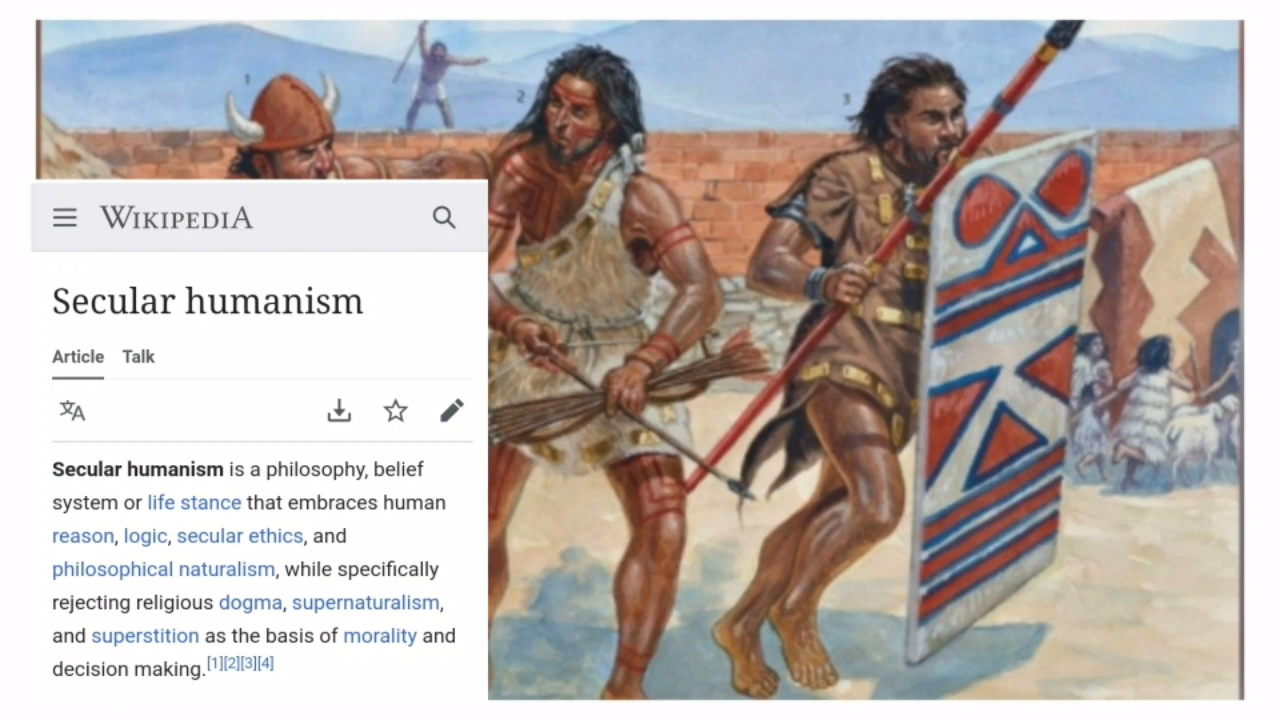 1
2
3
WIKIPEDIA
Secular humanism
Article Talk
Secular humanism is a philosophy, belief
system or life stance that embraces human
reason, logic, secular ethics, and
philosophical naturalism, while specifically
rejecting religious dogma, supernaturalism,
and superstition as the basis of morality and
decision making.[1][2][3][4]